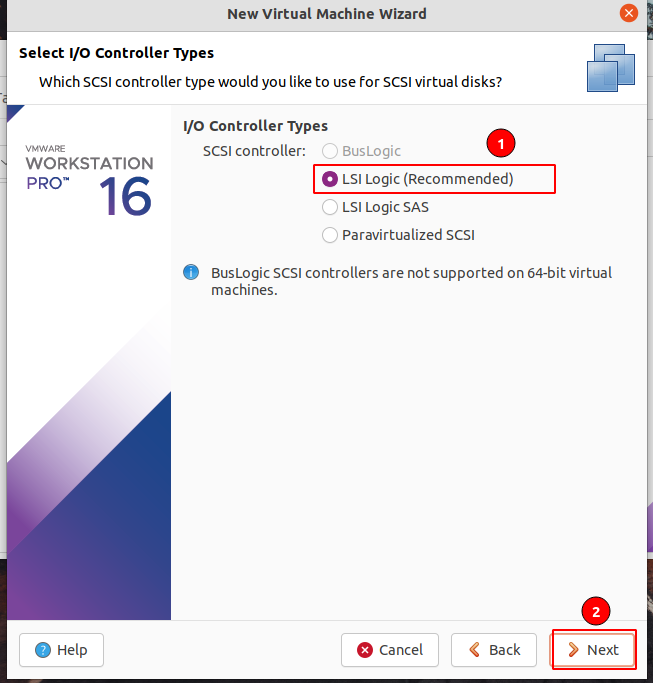 New Virtual Machine Wizard
Select I/O Controller Types
Which SCSI controller type would you like to use for SCSI virtual disks?
VMWARE
WORKSTATION
PRO™ 16
I/O Controller Types
1
SCSI controller: BusLogic
LSI Logic (Recommended)
LSI Logic SAS
Paravirtualized SCSI
BusLogic SCSI controllers are not supported on 64-bit virtual
machines.
2
Help Cancel Back Next